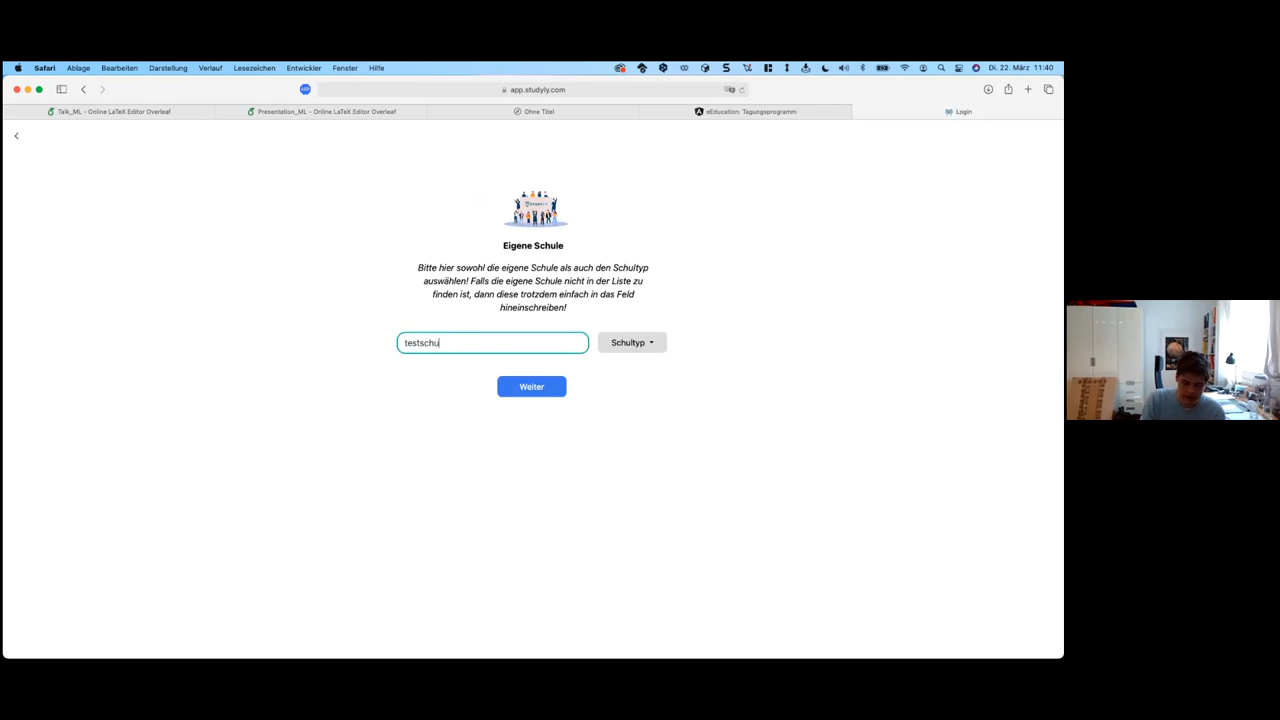 Safari Ablage Bearbeiten Darstellung Verlauf Lesezeichen Entwickler Fenster Hilfe Di. 22. März 11:40
app.studyly.com
Talk_ML - Online LaTeX Editor Overleaf Presentation_ML - Online LaTeX Editor Overleaf Ohne Titel eEducation: Tagungsprogramm Login
Eigene Schule
Bitte hier sowohl die eigene Schule als auch den Schultyp
auswählen! Falls die eigene Schule nicht in der Liste zu
finden ist, dann diese trotzdem einfach in das Feld
hineinschreiben!
testschu Schultyp
Weiter